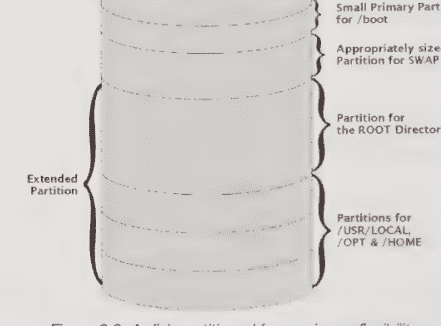 Small Primary Part
for /boot
Appropriately size
Partition for SWAP
Partition for
the ROOT Director
Extended
Partition
Partitions for
/USR/LOCAL,
/OPT & /HOME